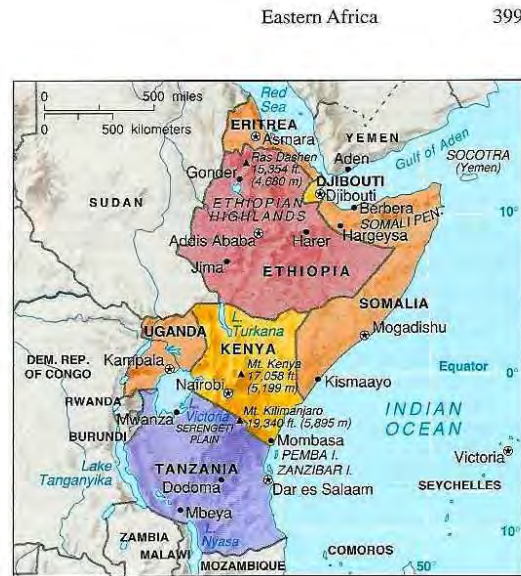 Eastern Africa 399
0 500 miles
0 500 kilometers
Red
Sea
ERITREA
Asmara
YEMEN
Ras Dashen
15,354 ft.
(4,680 m)
Gonder
Aden
Gulf of Aden
SOCOTRA
(Yemen)
DJIBOUTI
Djibouti
SUDAN
ETHIOPIAN
HIGHLANDS
Berbera
SOMALI PEN.
10°
Addis Ababa
Harer
Hargeysa
Jima
ETHIOPIA
SOMALIA
L.
Turkana
UGANDA
Mogadishu
DEM. REP.
OF CONGO
Kampala
KENYA
Mt. Kenya
17,058 ft.
(5,199 m)
Equator
0°
Nairobi
Kismaayo
RWANDA
L.
Victoria
Mt. Kilimanjaro
19,340 ft. (5,895 m)
INDIAN
OCEAN
Mwanza
SERENGETI
PLAIN
BURUNDI
Mombasa
PEMBA I.
Victoria
Lake
Tanganyika
TANZANIA
ZANZIBAR I.
Dodoma
Dar es Salaam
SEYCHELLES
Mbeya
ZAMBIA
L.
Nyasa
10°
MALAWI
COMOROS
MOZAMBIQUE
50°